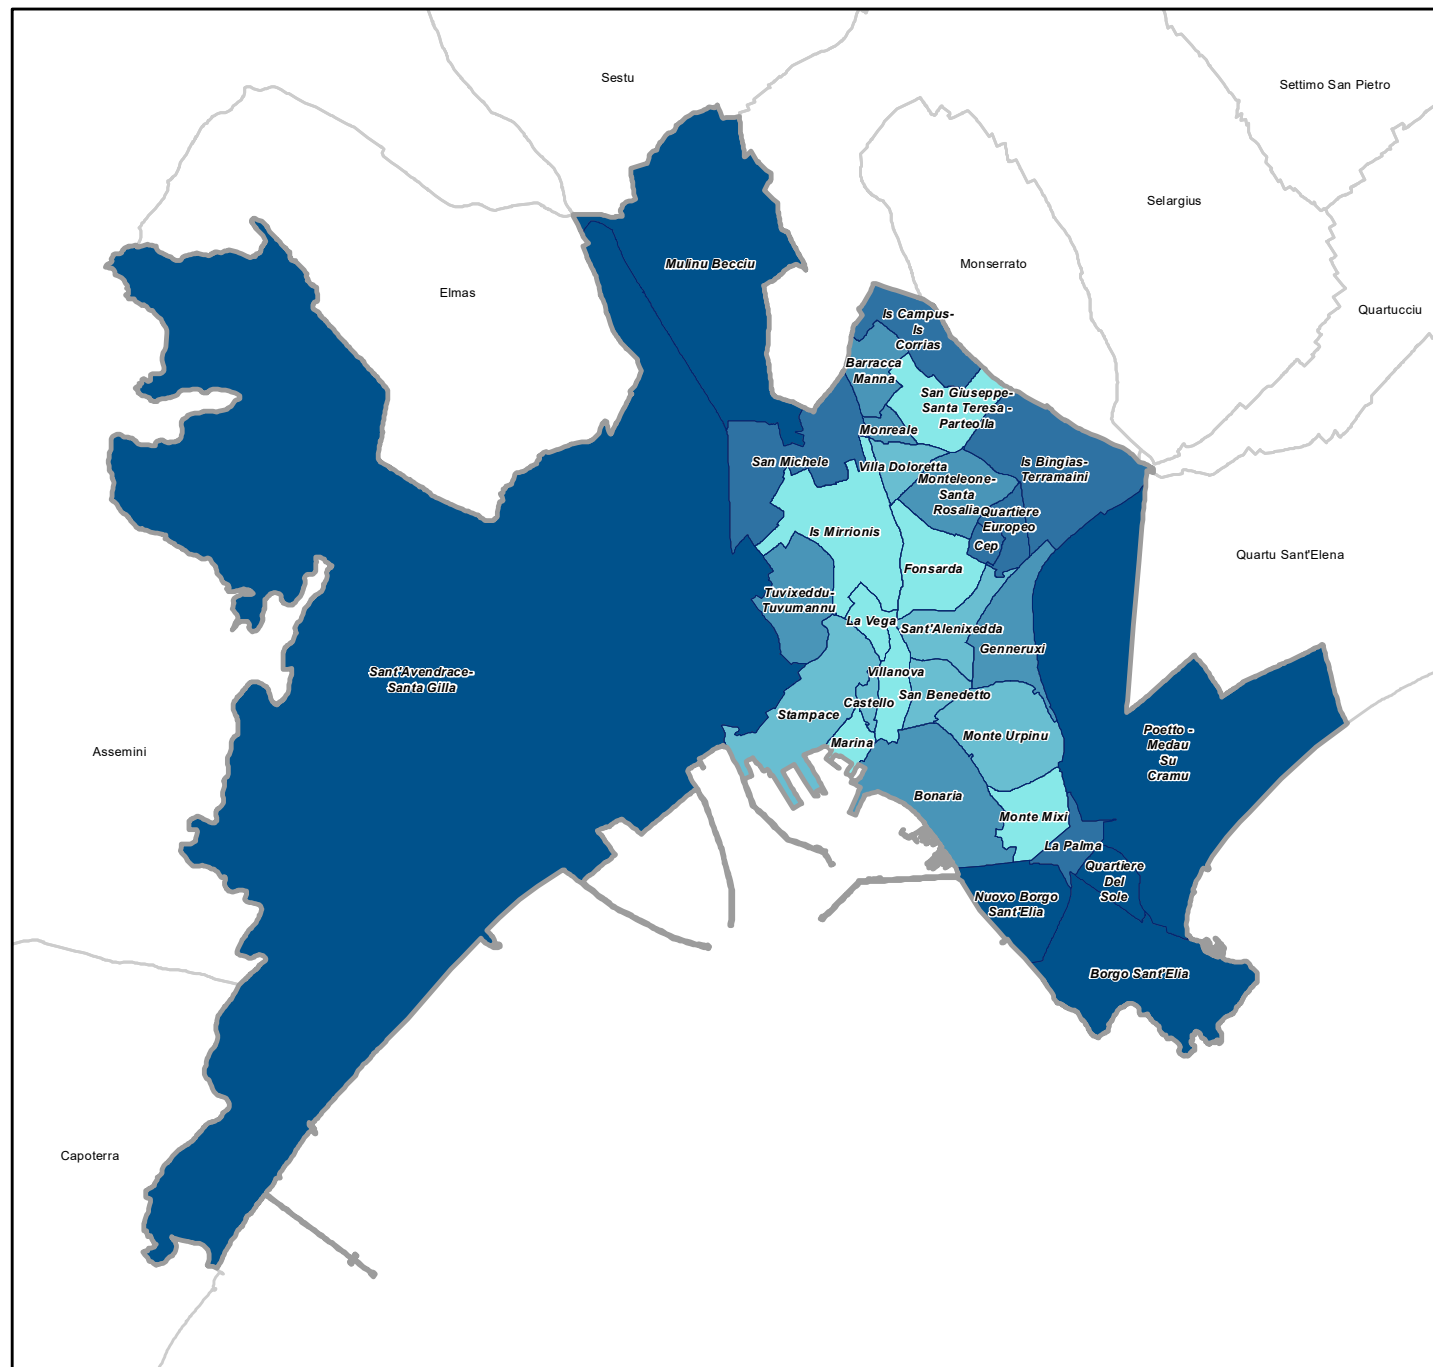 Sestu
Settimo San Pietro
Selargius
Monserrato
Mulinu Becciu
Elmas
Quartucciu
Is Campus-
Is
Corrias
Barracca
Manna
San Giuseppe-
Santa Teresa -
Parteolla
Monreale
San Michele
Villa Doloretta
Is Bingias-
Terramaini
Monteleone-
Santa
Rosalia
Quartiere
Europeo
Is Mirrionis
Cep
Quartu Sant'Elena
Fonsarda
Tuvixeddu-
Tuvumannu
La Vega
Sant'Alenixedda
Genneruxi
Sant'Avendrace-
Santa Gilla
Villanova
San Benedetto
Castello
Stampace
Marina
Monte Urpinu
Poetto -
Medau
Su
Cramu
Assemini
Bonaria
Monte Mixi
La Palma
Quartiere
Del
Sole
Nuovo Borgo
Sant'Elia
Borgo Sant'Elia
Capoterra